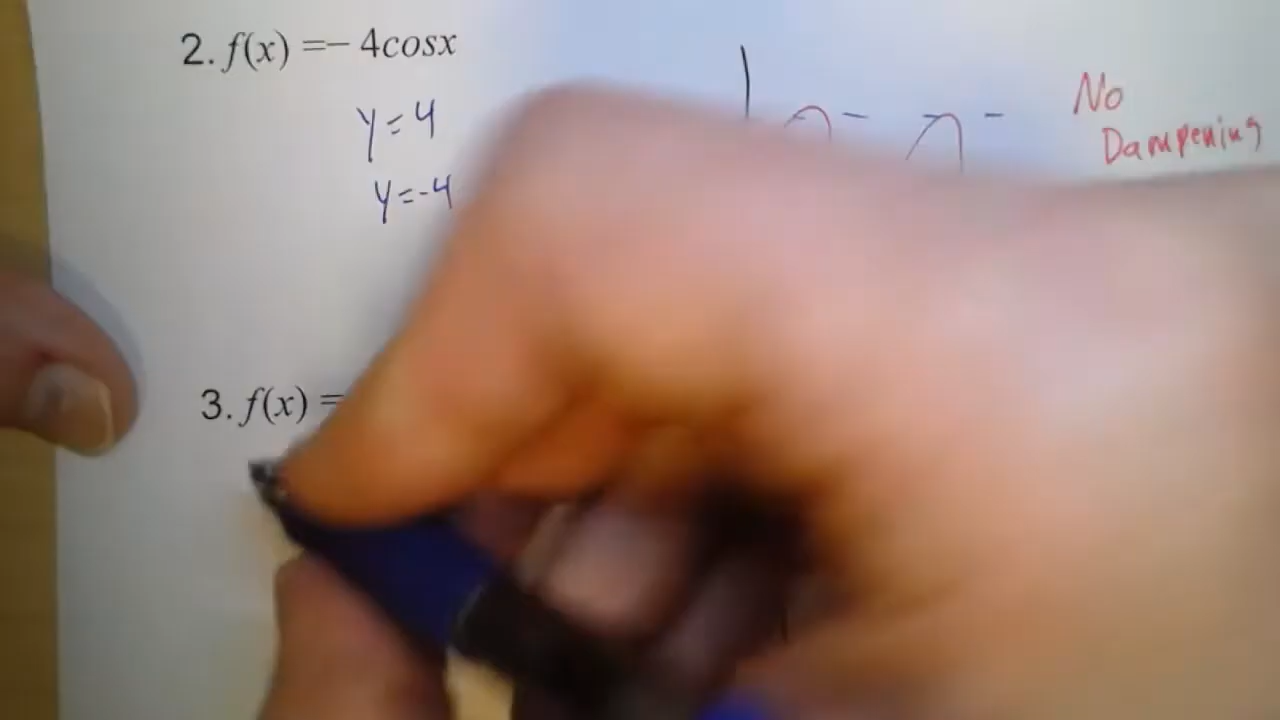 2. f(x) =− 4cosx
y=4
y=-4
No
Dampening
3. f(x) =